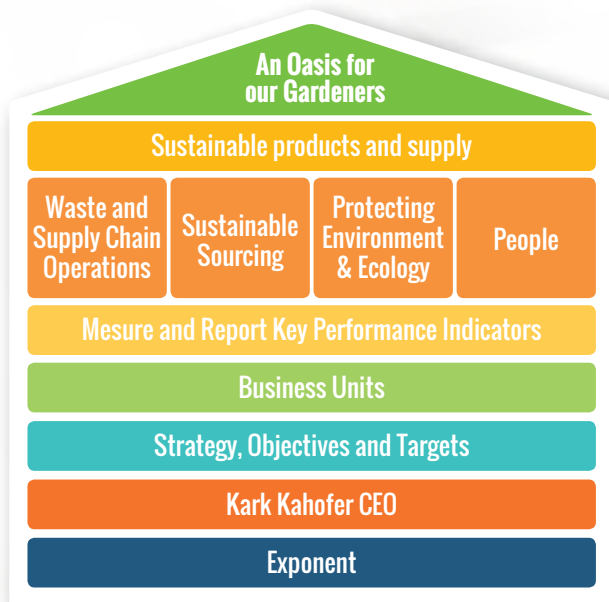 An Oasis for
our Gardeners
Sustainable products and supply
Waste and
Supply Chain
Operations
Sustainable
Sourcing
Protecting
Environment
& Ecology
People
Mesure and Report Key Performance Indicators
Business Units
Strategy, Objectives and Targets
Kark Kahofer CEO
Exponent